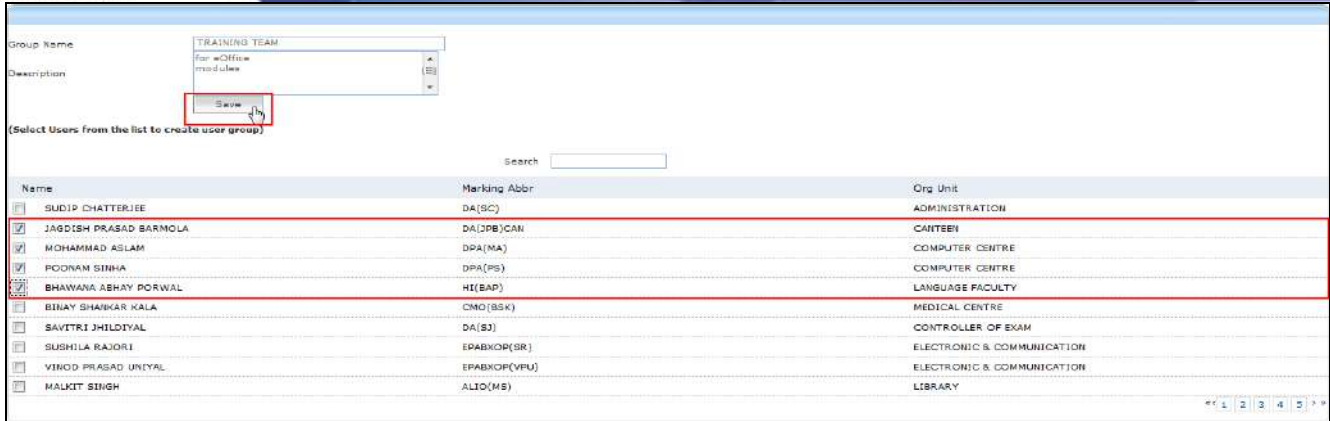 Group Name TRAINING TEAM
Description for eOffice
modules
Save
(Select Users from the list to create user group)
Search
Name Marking Abbr Org Unit
SUDIP CHATTERJEE DA(SC) ADMINISTRATION
JAGDISH PRASAD BARMOLA DA(JPB)CAN CANTEEN
MOHAMMAD ASLAM DPA(MA) COMPUTER CENTRE
POONAM SINHA DPA(PS) COMPUTER CENTRE
BHAWANA ABHAY PORWAL HI(BAP) LANGUAGE FACULTY
BINAY SHANKAR KALA CMO(BSK) MEDICAL CENTRE
SAVITRI JHILDIYAL DA(SJ) CONTROLLER OF EXAM
SUSHILA RAJORI EPABXOP(SR) ELECTRONIC & COMMUNICATION
VINOD PRASAD UNIYAL EPABXOP(VPU) ELECTRONIC & COMMUNICATION
MALKIT SINGH ALIO(MS) LIBRARY
«‹ 1 2 3 4 5 › »